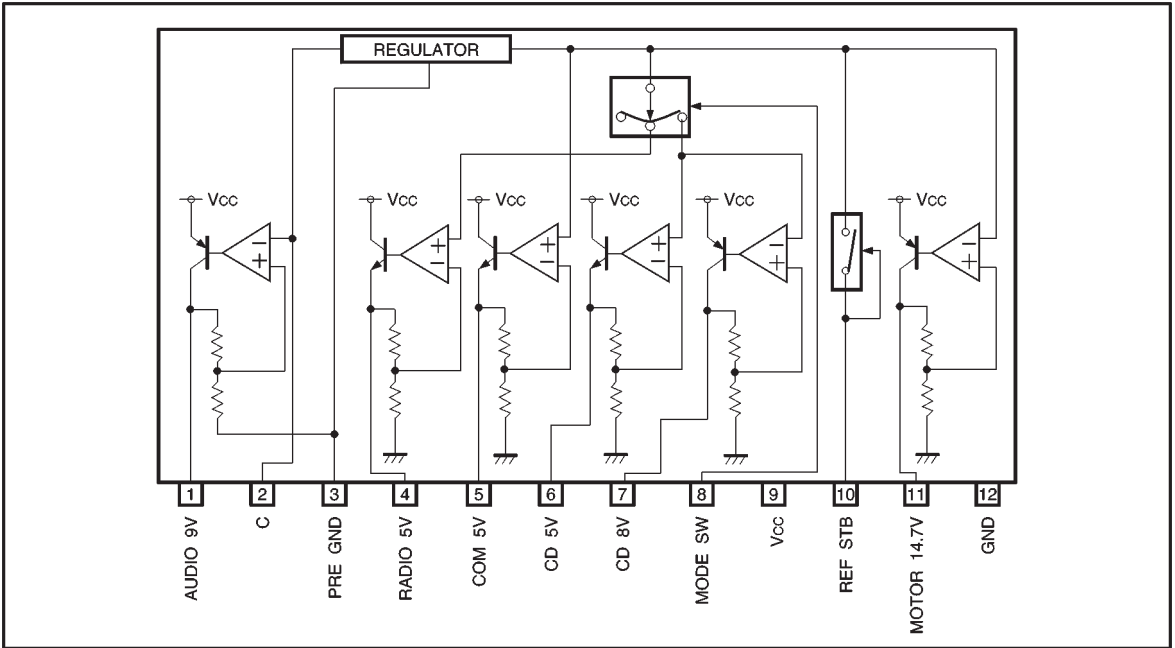 REGULATOR
Vcc
Vcc
Vcc
Vcc
Vcc
Vcc
−
+
+
−
+
−
+
−
−
+
−
+
1
2
3
4
5
6
7
8
9
10
11
12
AUDIO 9V
C
PRE GND
RADIO 5V
COM 5V
CD 5V
CD 8V
MODE SW
Vcc
REF STB
MOTOR 14.7V
GND